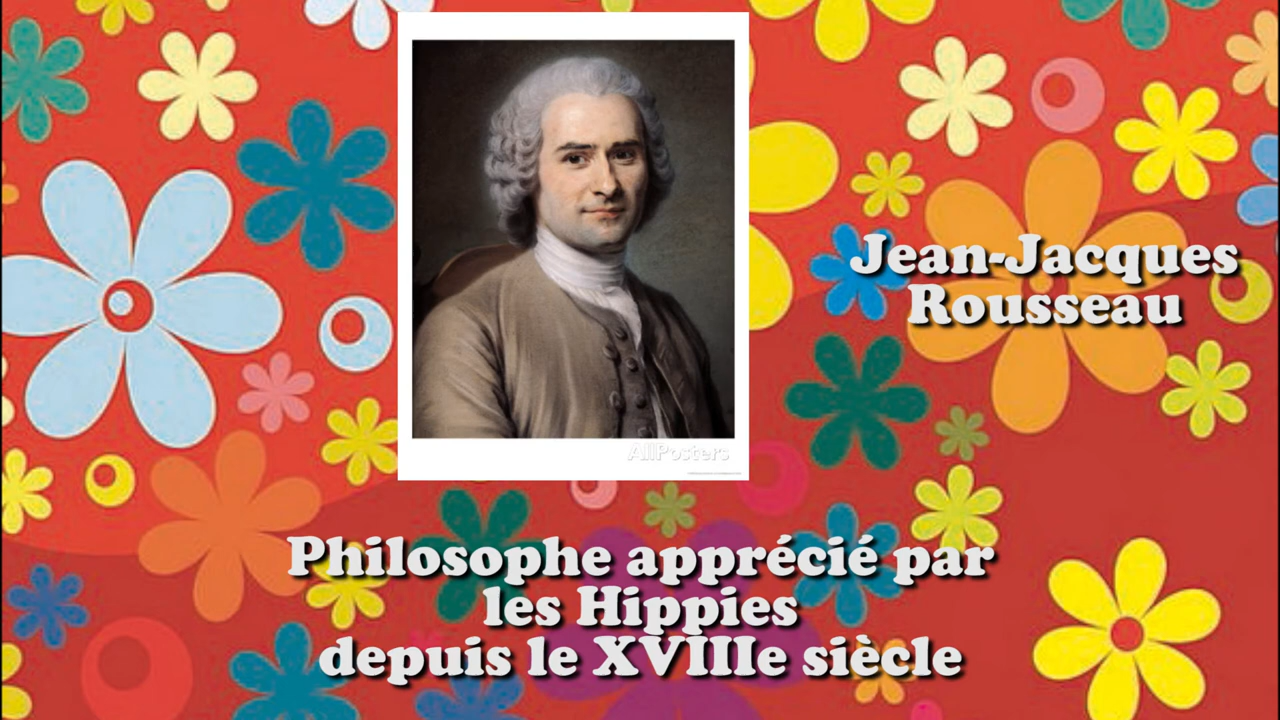 Jean-Jacques
Rousseau
AllPosters
Philosophe apprécié par
les Hippies
depuis le XVIIIe siècle